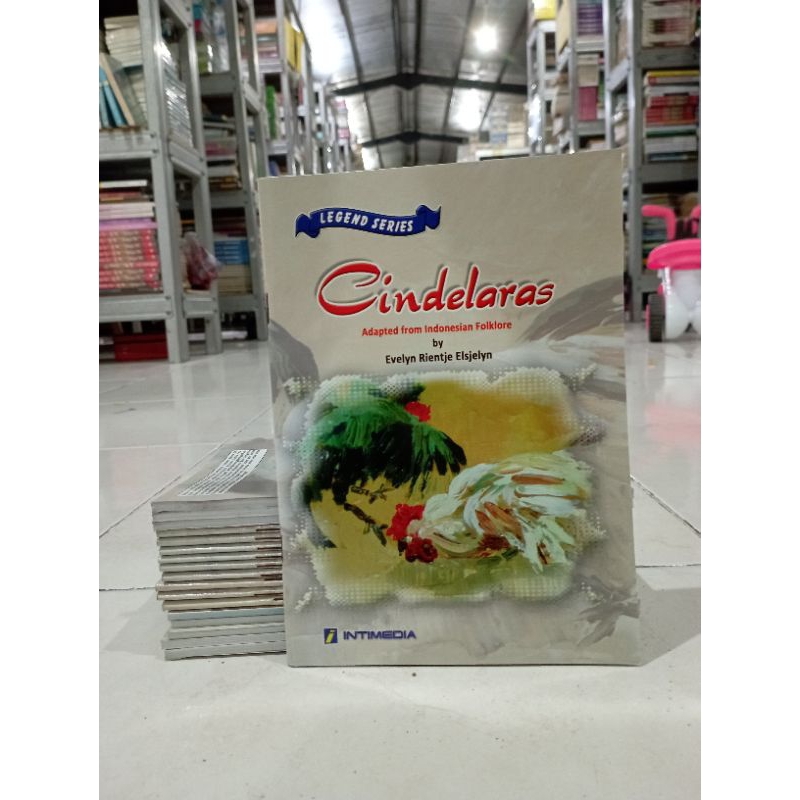 LEGEND SERIES
Cindelaras
Adapted from Indonesian Folklore
by
Evelyn Rientje Elsjelyn
INTIMEDIA